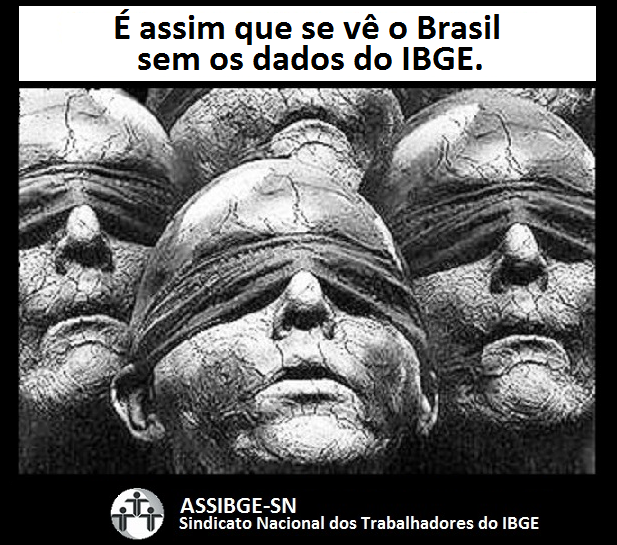 É assim que se vê o Brasil
sem os dados do IBGE.
ASSIBGE-SN
Sindicato Nacional dos Trabalhadores do IBGE